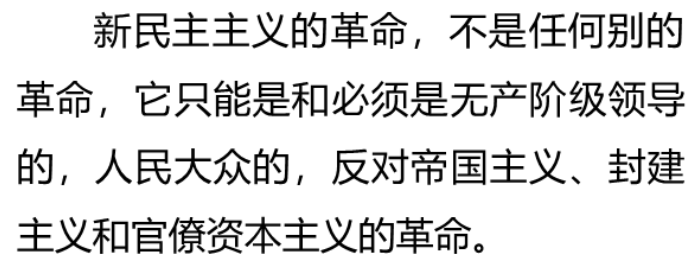 新民主主义的革命，不是任何别的
革命，它只能是和必须是无产阶级领导
的，人民大众的，反对帝国主义、封建
主义和官僚资本主义的革命。